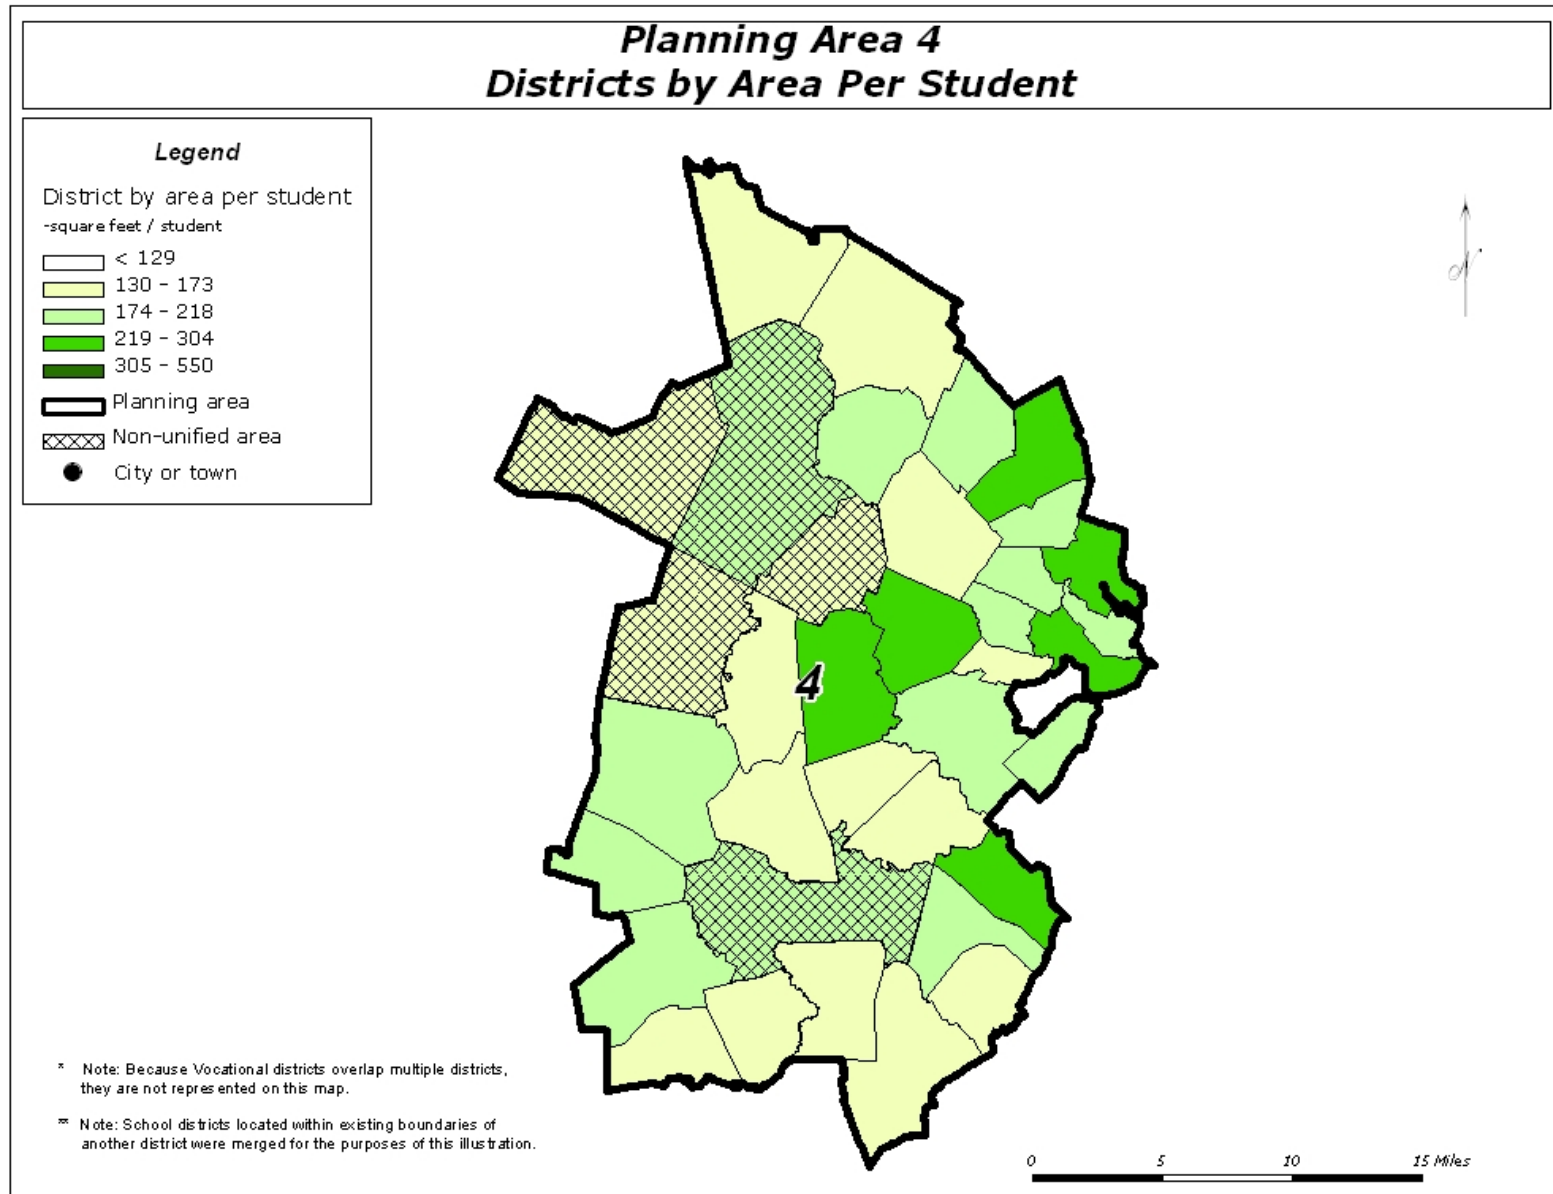 Planning Area 4
Districts by Area Per Student
Legend
District by area per student
-square feet / student
< 129
130 - 173
174 - 218
219 - 304
305 - 550
Planning area
Non-unified area
City or town
N
4
* Note: Because Vocational districts overlap multiple districts,
they are not represented on this map.
** Note: School districts located within existing boundaries of
another district were merged for the purposes of this illustration.
0 5 10 15 Miles